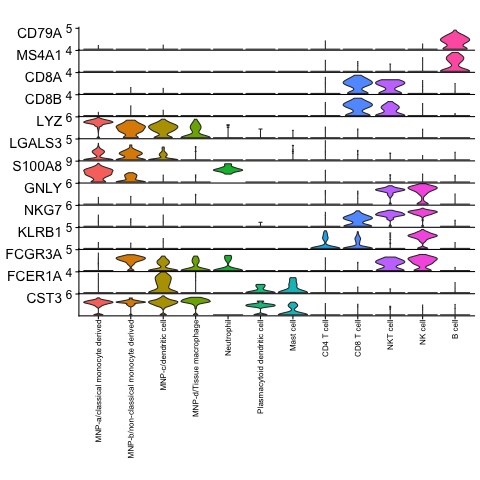 CD79A 5
MS4A1 4
CD8A 4
CD8B 4
LYZ 6
LGALS3 5
S100A8 9
GNLY 6
NKG7 6
KLRB1 5
FCGR3A 5
FCER1A 4
CST3 6
MNP-a/classical monocyte derived
MNP-b/non-classical monocyte derived
MNP-c/dendritic cell
MNP-d/Tissue macrophage
Neutrophil
Plasmacytoid dendritic cell
Mast cell
CD4 T cell
CD8 T cell
NKT cell
NK cell
B cell